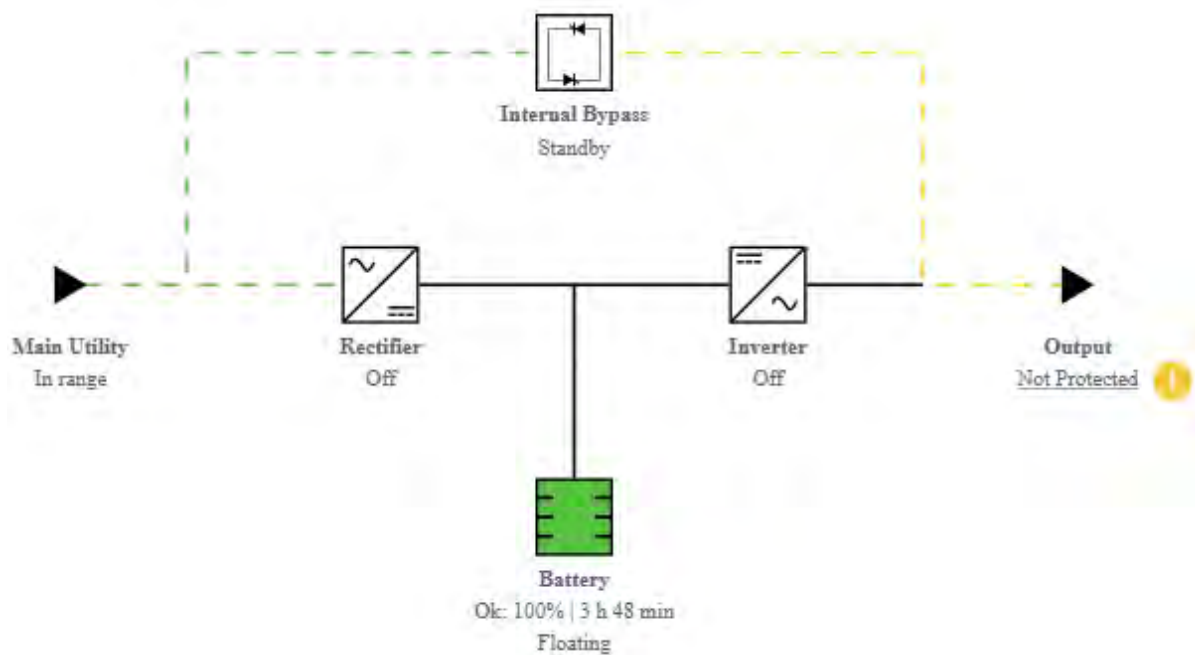 Internal Bypass
Standby
Main Utility
In range
Rectifier
Off
Inverter
Off
Output
Not Protected
Battery
Ok: 100% | 3 h 48 min
Floating